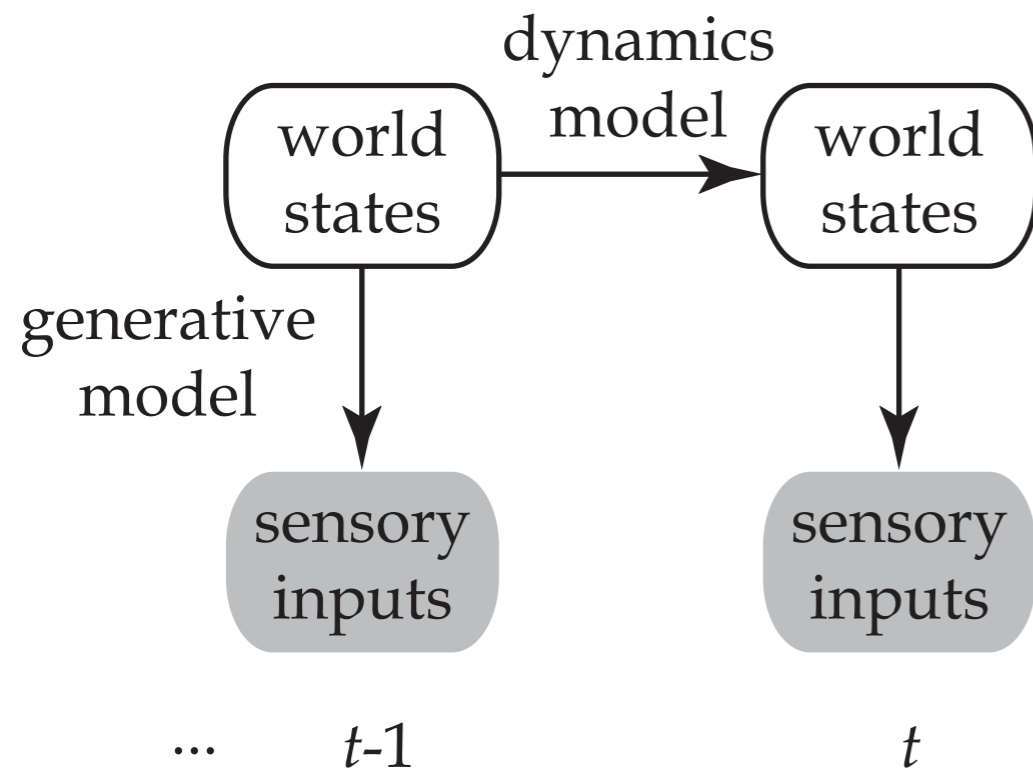 dynamics
model
world
states
world
states
generative
model
sensory
inputs
sensory
inputs
... t-1 t